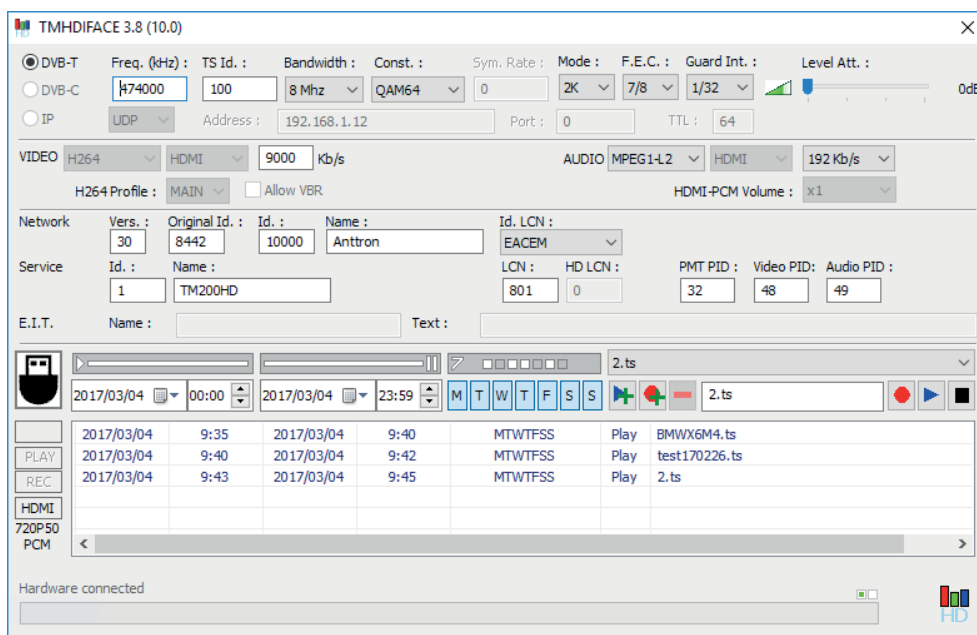 TMHDIFACE 3.8 (10.0)
DVB-T Freq. (kHz) : TS Id. : Bandwidth : Const. : Sym. Rate : Mode : F.E.C. : Guard Int. : Level Att. :
DVB-C 474000 100 8 Mhz QAM64 0 2K 7/8 1/32 0dB
IP UDP Address : 192.168.1.12 Port : 0 TTL : 64
VIDEO H264 HDMI 9000 Kb/s AUDIO MPEG1-L2 HDMI 192 Kb/s
H264 Profile : MAIN Allow VBR HDMI-PCM Volume : x1
Network Vers. : Original Id. : Id. : Name : Id. LCN :
30 8442 10000 Anttron EACEM
Service Id. : Name : LCN : HD LCN : PMT PID : Video PID: Audio PID :
1 TM200HD 801 0 32 48 49
E.I.T. Name : Text :
2.ts
2017/03/04 00:00 2017/03/04 23:59 M T W T F S S 2.ts
2017/03/04 9:35 2017/03/04 9:40 MTWTFSS Play BMWX6M4.ts
PLAY 2017/03/04 9:40 2017/03/04 9:42 MTWTFSS Play test170226.ts
REC 2017/03/04 9:43 2017/03/04 9:45 MTWTFSS Play 2.ts
HDMI
720P50
PCM
Hardware connected
HD